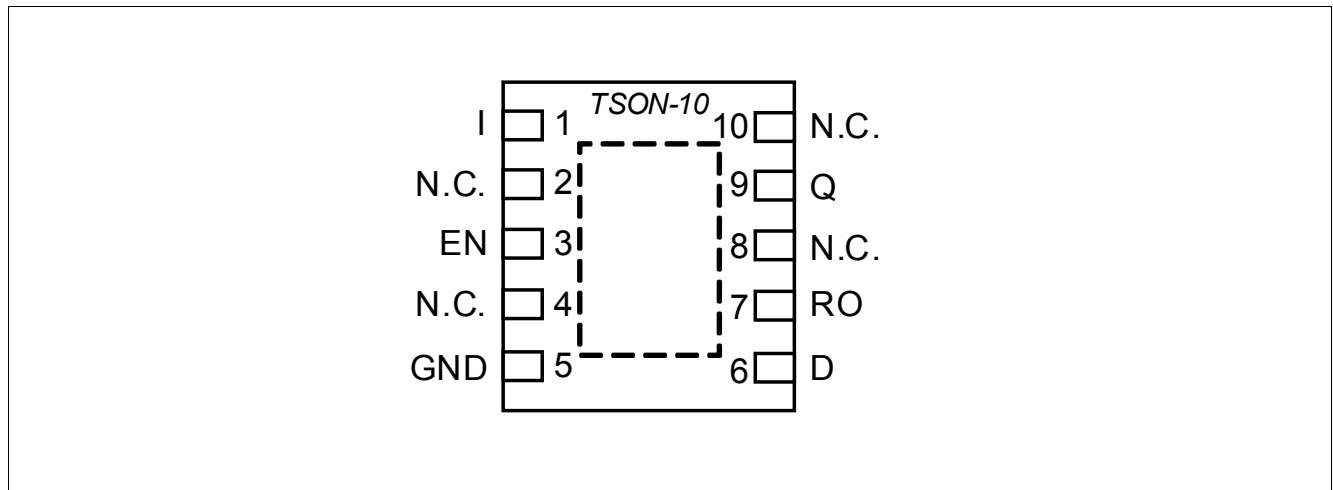 TSON-10
I 1 10 N.C.
N.C. 2 9 Q
EN 3 8 N.C.
N.C. 4 7 RO
GND 5 6 D